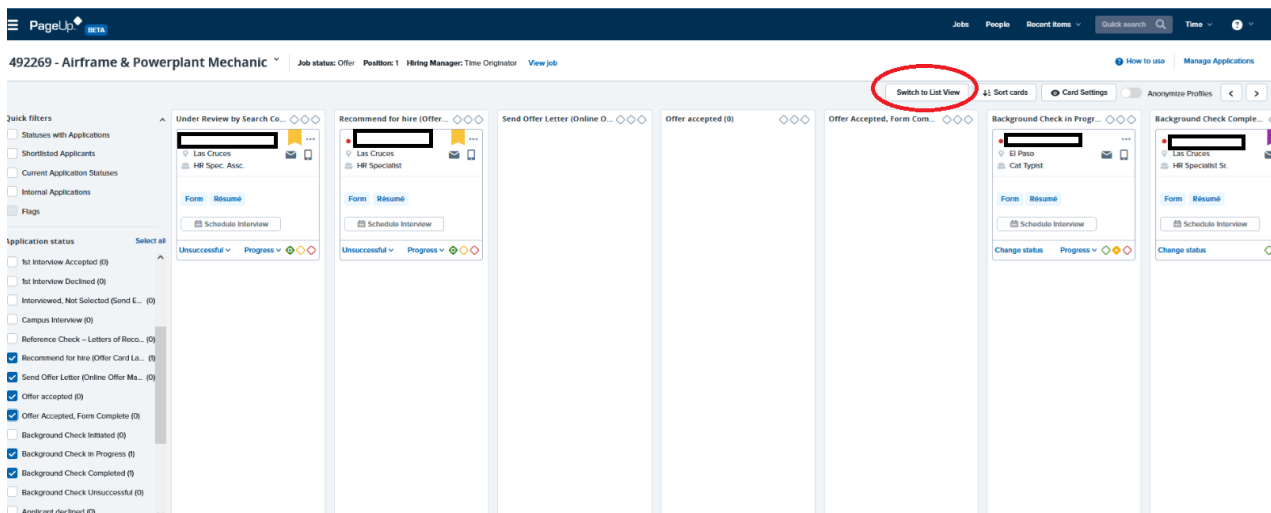 PageUp. BETA
Jobs People Recent items Quick search Time ?
492269 - Airframe & Powerplant Mechanic Job status: Offer Position: 1 Hiring Manager: Time Originator View job
? How to use Manage Applications
Switch to List View Sort cards Card Settings Anonymize Profiles < >
Quick filters
Statuses with Applications
Shortlisted Applicants
Current Application Statuses
Internal Applications
Flags
Application status Select all
1st Interview Accepted (0)
1st Interview Declined (0)
Interviewed, Not Selected (Send E... (0)
Campus Interview (0)
Reference Check – Letters of Reco... (0)
Recommend for hire (Offer Card La... (1)
Send Offer Letter (Online Offer Ma... (0)
Offer accepted (0)
Offer Accepted, Form Complete (0)
Background Check Initiated (0)
Background Check in Progress (1)
Background Check Completed (1)
Background Check Unsuccessful (0)
Applicant declined (0)
Under Review by Search Co...
...
Las Cruces
HR Spec. Assc.
Form Résumé
Schedule Interview
Unsuccessful Progress
Recommend for hire (Offer...
...
Las Cruces
HR Specialist
Form Résumé
Schedule Interview
Unsuccessful Progress
Send Offer Letter (Online O...
Offer accepted (0)
Offer Accepted, Form Com...
Background Check in Progr...
...
El Paso
Cat Typist
Form Résumé
Schedule Interview
Change status Progress
Background Check Comple...
Las Cruces
HR Specialist Sr.
Form Résumé
Schedule Interview
Change status